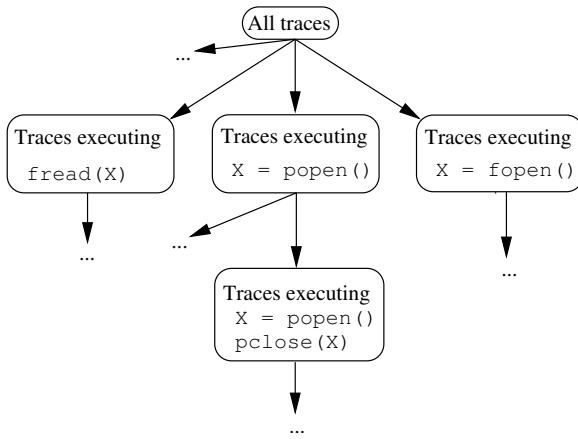 All traces
...
Traces executing
fread(X)
Traces executing
X = popen()
Traces executing
X = fopen()
...
...
...
Traces executing
X = popen()
pclose(X)
...